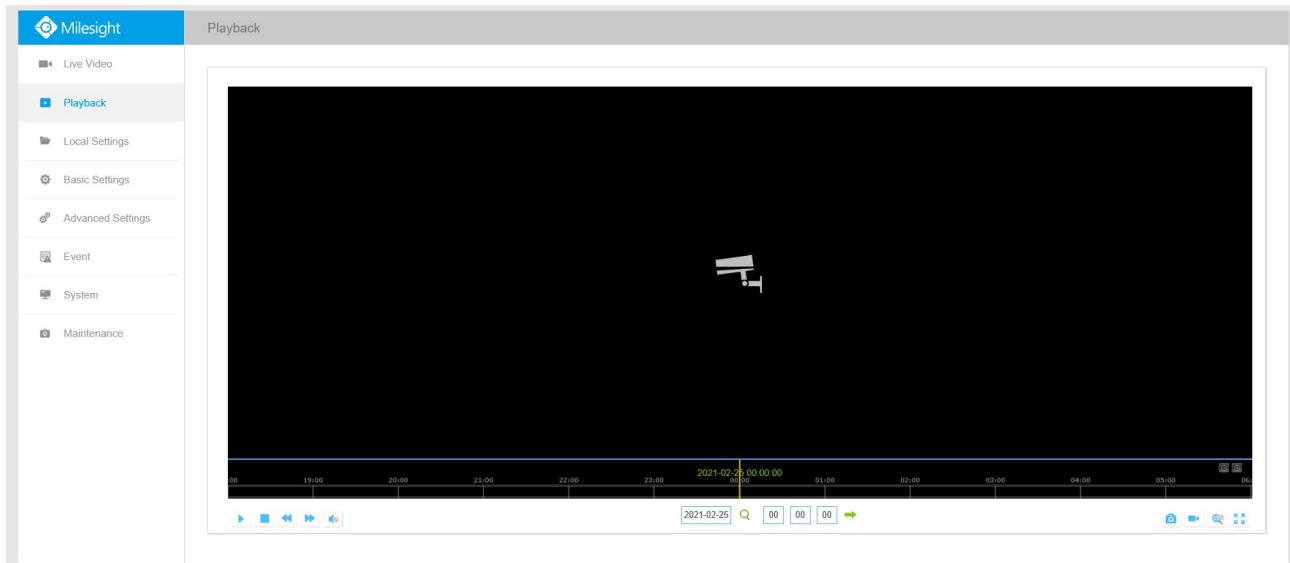 Milesight
Playback
Live Video
Playback
Local Settings
Basic Settings
Advanced Settings
Event
System
Maintenance
2021-02-25 00:00:00
:00 19:00 20:00 21:00 22:00 23:00 00:00 01:00 02:00 03:00 04:00 05:00 06:
2021-02-25 00 00 00